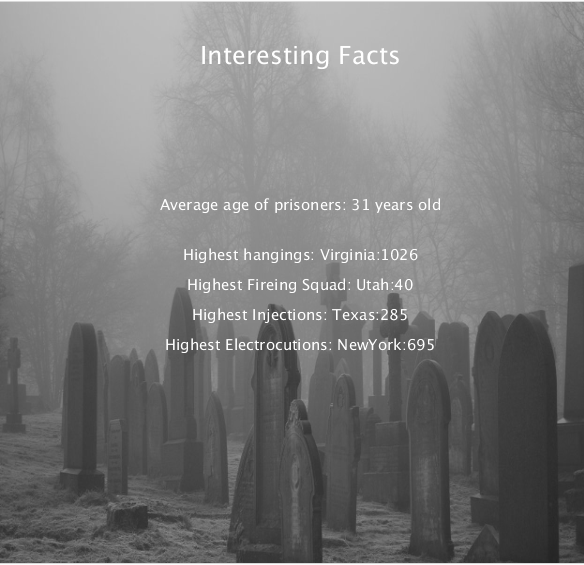 Interesting Facts
Average age of prisoners: 31 years old
Highest hangings: Virginia:1026
Highest Fireing Squad: Utah:40
Highest Injections: Texas:285
Highest Electrocutions: NewYork:695